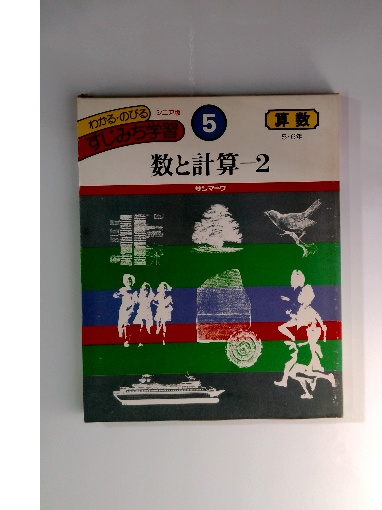 わかる・のびる
シニア版
すじみち学習
5
算数
5・6年
数と計算—2
サンマーク